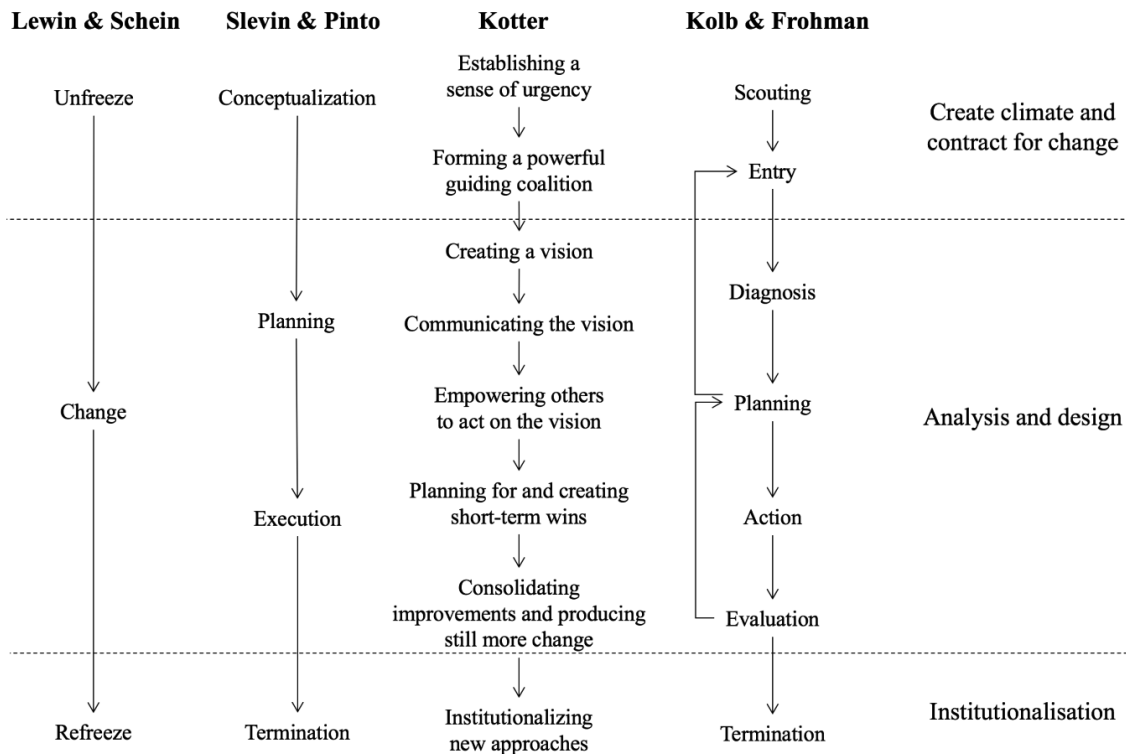 Lewin & Schein
Slevin & Pinto
Kotter
Kolb & Frohman
Unfreeze
Conceptualization
Establishing a
sense of urgency
Scouting
Create climate and
contract for change
Forming a powerful
guiding coalition
Entry
Creating a vision
Diagnosis
Planning
Communicating the vision
Change
Empowering others
to act on the vision
Planning
Analysis and design
Execution
Planning for and creating
short-term wins
Action
Consolidating
improvements and producing
still more change
Evaluation
Refreeze
Termination
Institutionalizing
new approaches
Termination
Institutionalisation